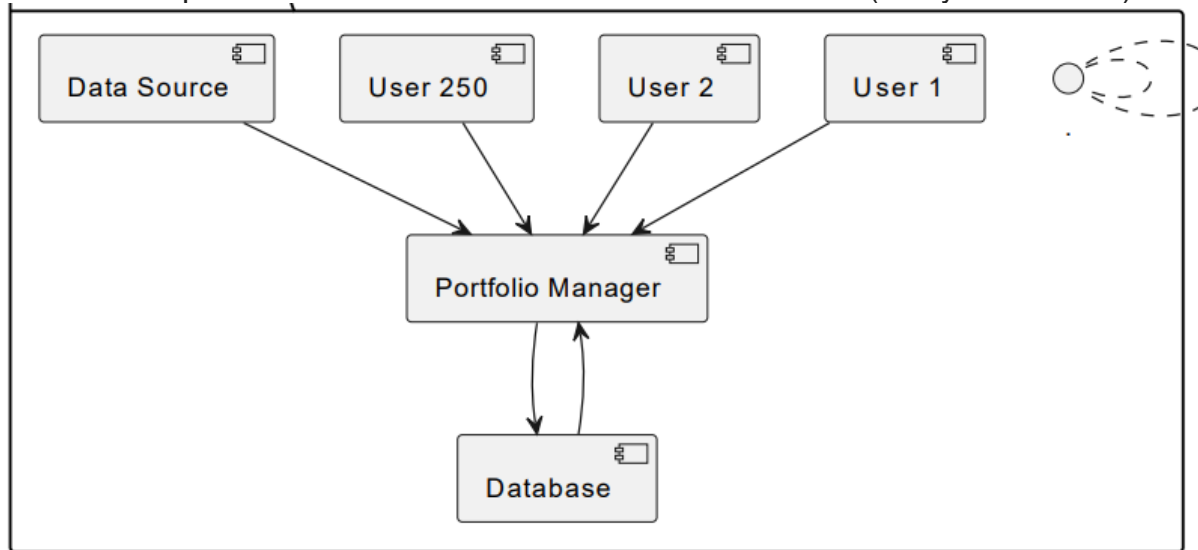 Data Source
User 250
User 2
User 1
.
Portfolio Manager
Database